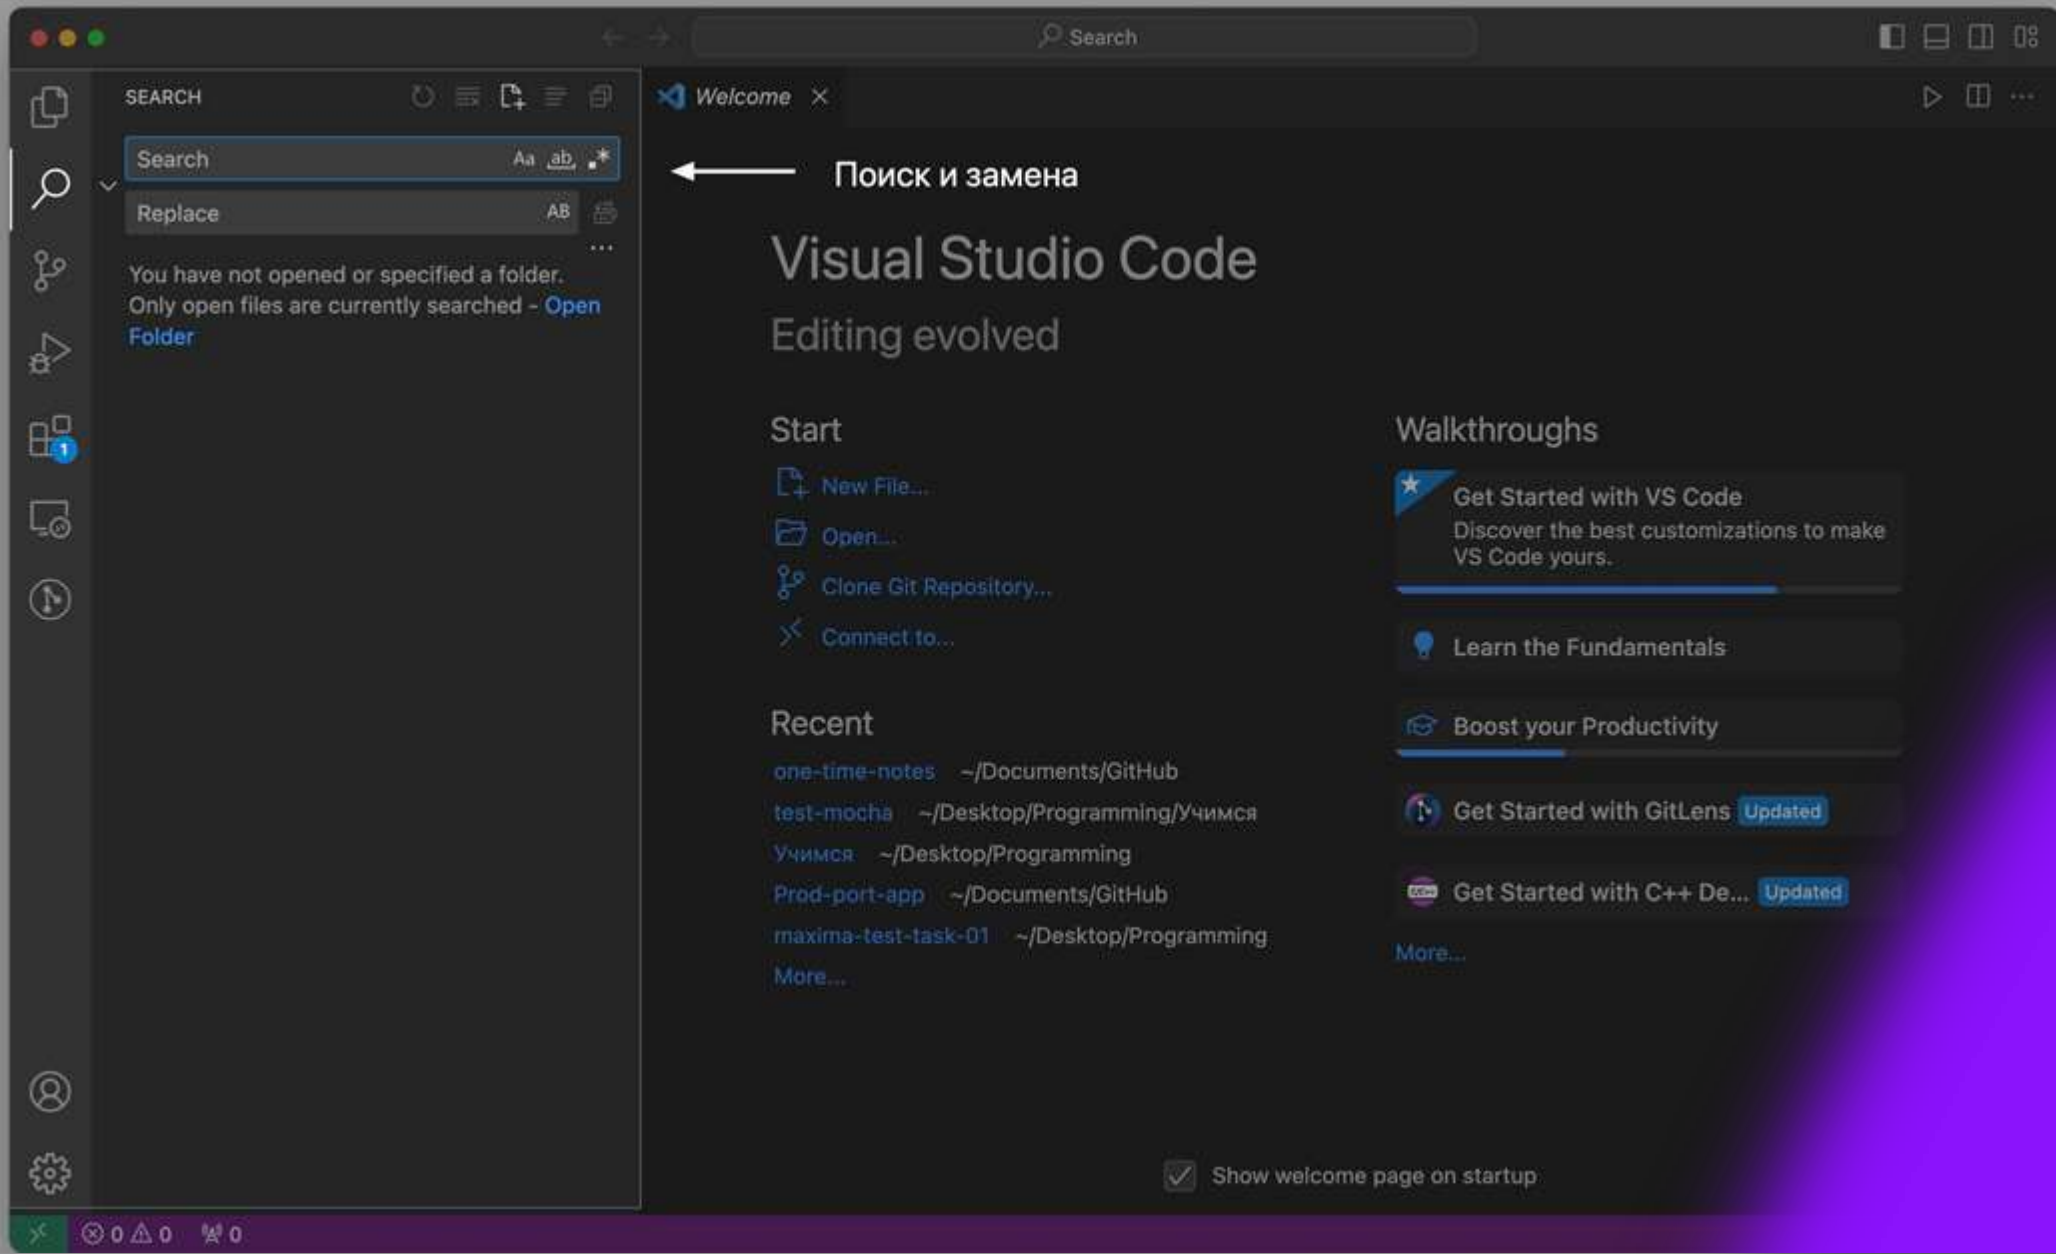 Search
SEARCH
Welcome
Search Aa ab
Replace AB
You have not opened or specified a folder.
Only open files are currently searched - Open
Folder
Поиск и замена
Visual Studio Code
Editing evolved
Start
New File...
Open...
Clone Git Repository...
Connect to...
Recent
one-time-notes ~/Documents/GitHub
test-mocha ~/Desktop/Programming/Учимся
Учимся ~/Desktop/Programming
Prod-port-app ~/Documents/GitHub
maxima-test-task-01 ~/Desktop/Programming
More...
Walkthroughs
Get Started with VS Code
Discover the best customizations to make
VS Code yours.
Learn the Fundamentals
Boost your Productivity
Get Started with GitLens Updated
Get Started with C++ De... Updated
More...
1
Show welcome page on startup
0 0 0